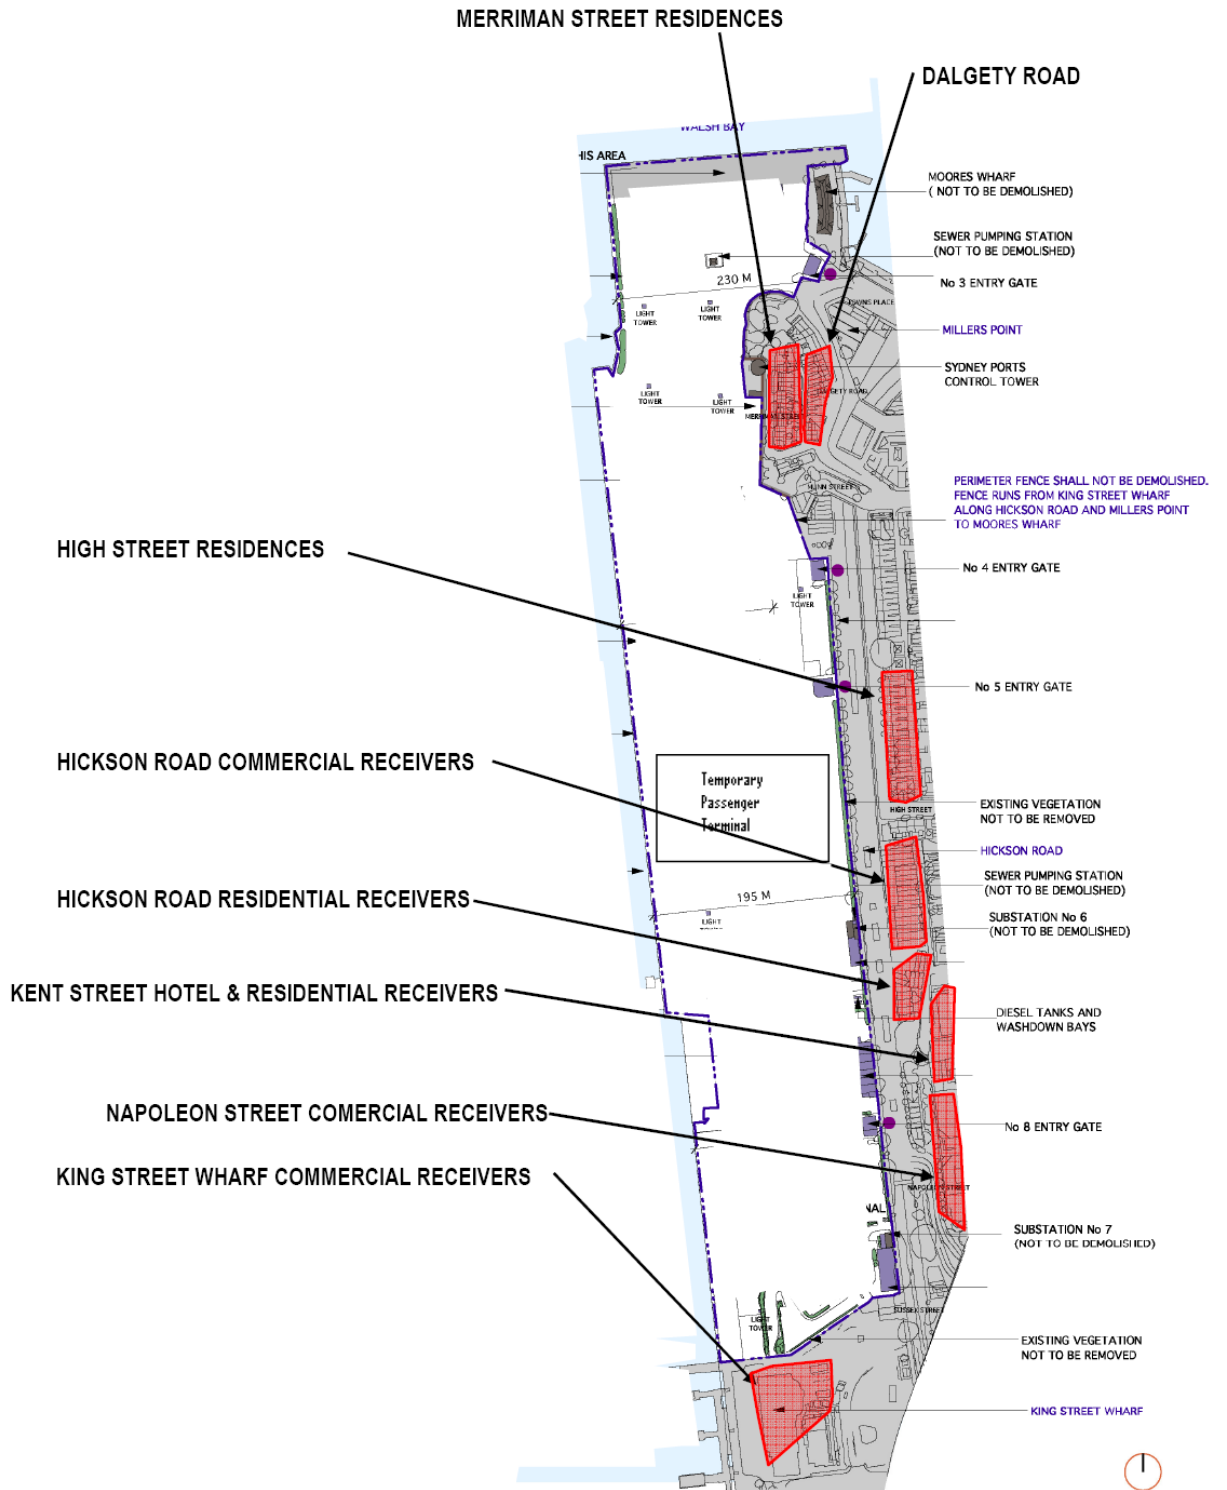 MERRIMAN STREET RESIDENCES
DALGETY ROAD
WALSH BAY
HIS AREA
MOORES WHARF
( NOT TO BE DEMOLISHED)
SEWER PUMPING STATION
(NOT TO BE DEMOLISHED)
230 M
No 3 ENTRY GATE
LIGHT
TOWER
LIGHT
TOWER
MILLERS POINT
SYDNEY PORTS
CONTROL TOWER
LIGHT
TOWER
LIGHT
TOWER
MERRIMAN STREET
PERIMETER FENCE SHALL NOT BE DEMOLISHED.
FENCE RUNS FROM KING STREET WHARF
ALONG HICKSON ROAD AND MILLERS POINT
TO MOORES WHARF
MUNN STREET
HIGH STREET RESIDENCES
No 4 ENTRY GATE
LIGHT
TOWER
No 5 ENTRY GATE
HICKSON ROAD COMMERCIAL RECEIVERS
Temporary
Passenger
Terminal
EXISTING VEGETATION
NOT TO BE REMOVED
HIGH STREET
HICKSON ROAD
SEWER PUMPING STATION
(NOT TO BE DEMOLISHED)
HICKSON ROAD RESIDENTIAL RECEIVERS
195 M
LIGHT
SUBSTATION No 6
(NOT TO BE DEMOLISHED)
KENT STREET HOTEL & RESIDENTIAL RECEIVERS
DIESEL TANKS AND
WASHDOWN BAYS
NAPOLEON STREET COMERCIAL RECEIVERS
No 8 ENTRY GATE
KING STREET WHARF COMMERCIAL RECEIVERS
NAPOLEON STREET
NAL
SUBSTATION No 7
(NOT TO BE DEMOLISHED)
SUSSEX STREET
LIGHT
TOWER
EXISTING VEGETATION
NOT TO BE REMOVED
KING STREET WHARF